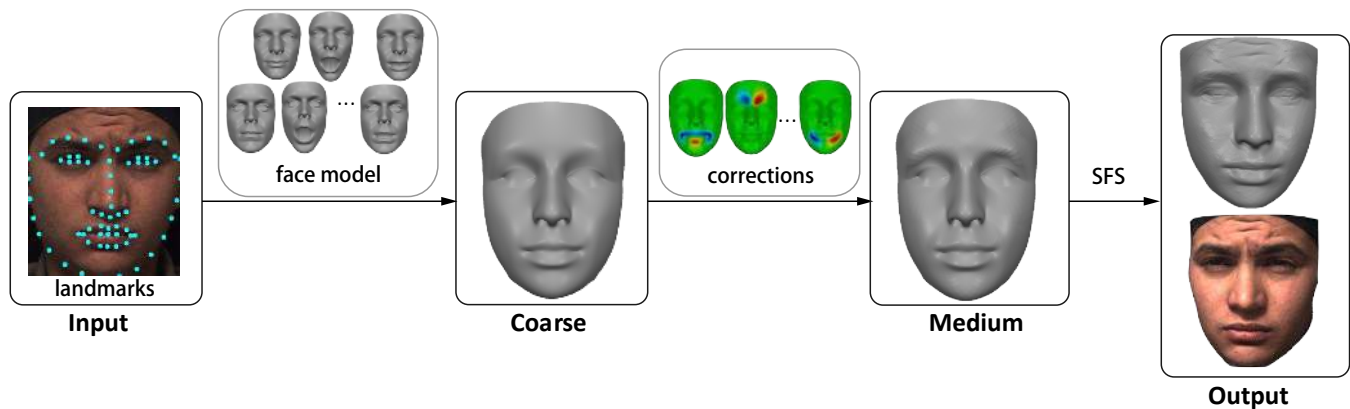 face model
...
corrections
...
SFS
landmarks
Input
Coarse
Medium
Output